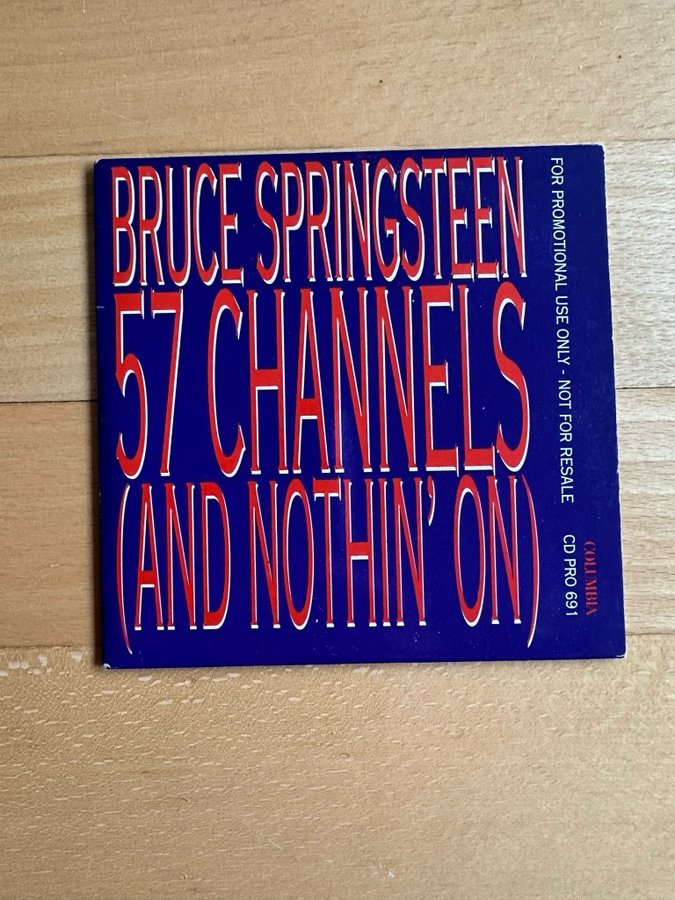 BRUCE SPRINGSTEEN
57 CHANNELS
(AND NOTHIN' ON)
FOR PROMOTIONAL USE ONLY - NOT FOR RESALE
CD PRO 691
COLUMBIA